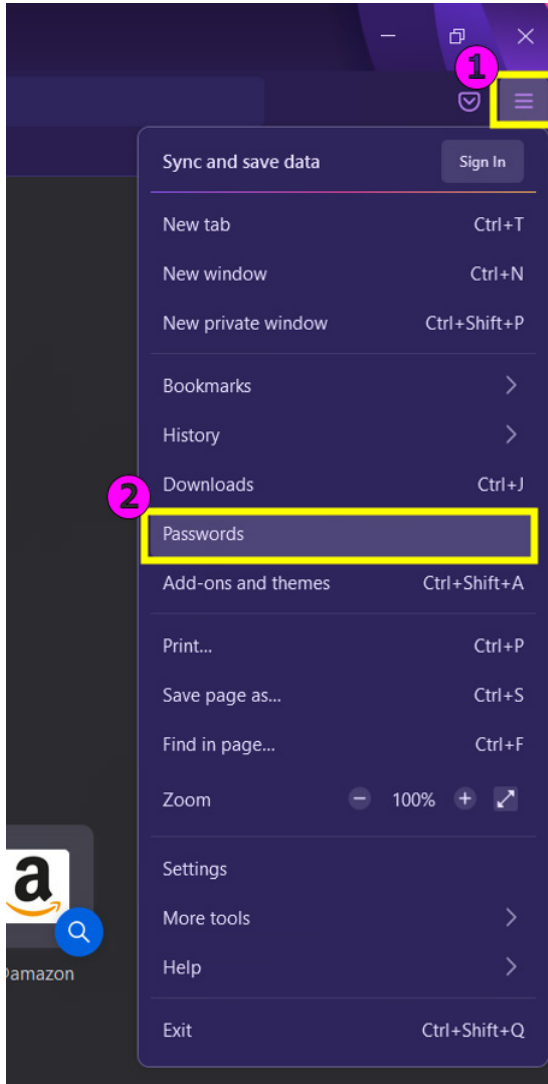 1
Sync and save data Sign In
New tab Ctrl+T
New window Ctrl+N
New private window Ctrl+Shift+P
Bookmarks
History
2
Downloads Ctrl+J
Passwords
Add-ons and themes Ctrl+Shift+A
Print... Ctrl+P
Save page as... Ctrl+S
Find in page... Ctrl+F
Zoom − 100% +
Settings
a
More tools
Help
amazon
Exit Ctrl+Shift+Q